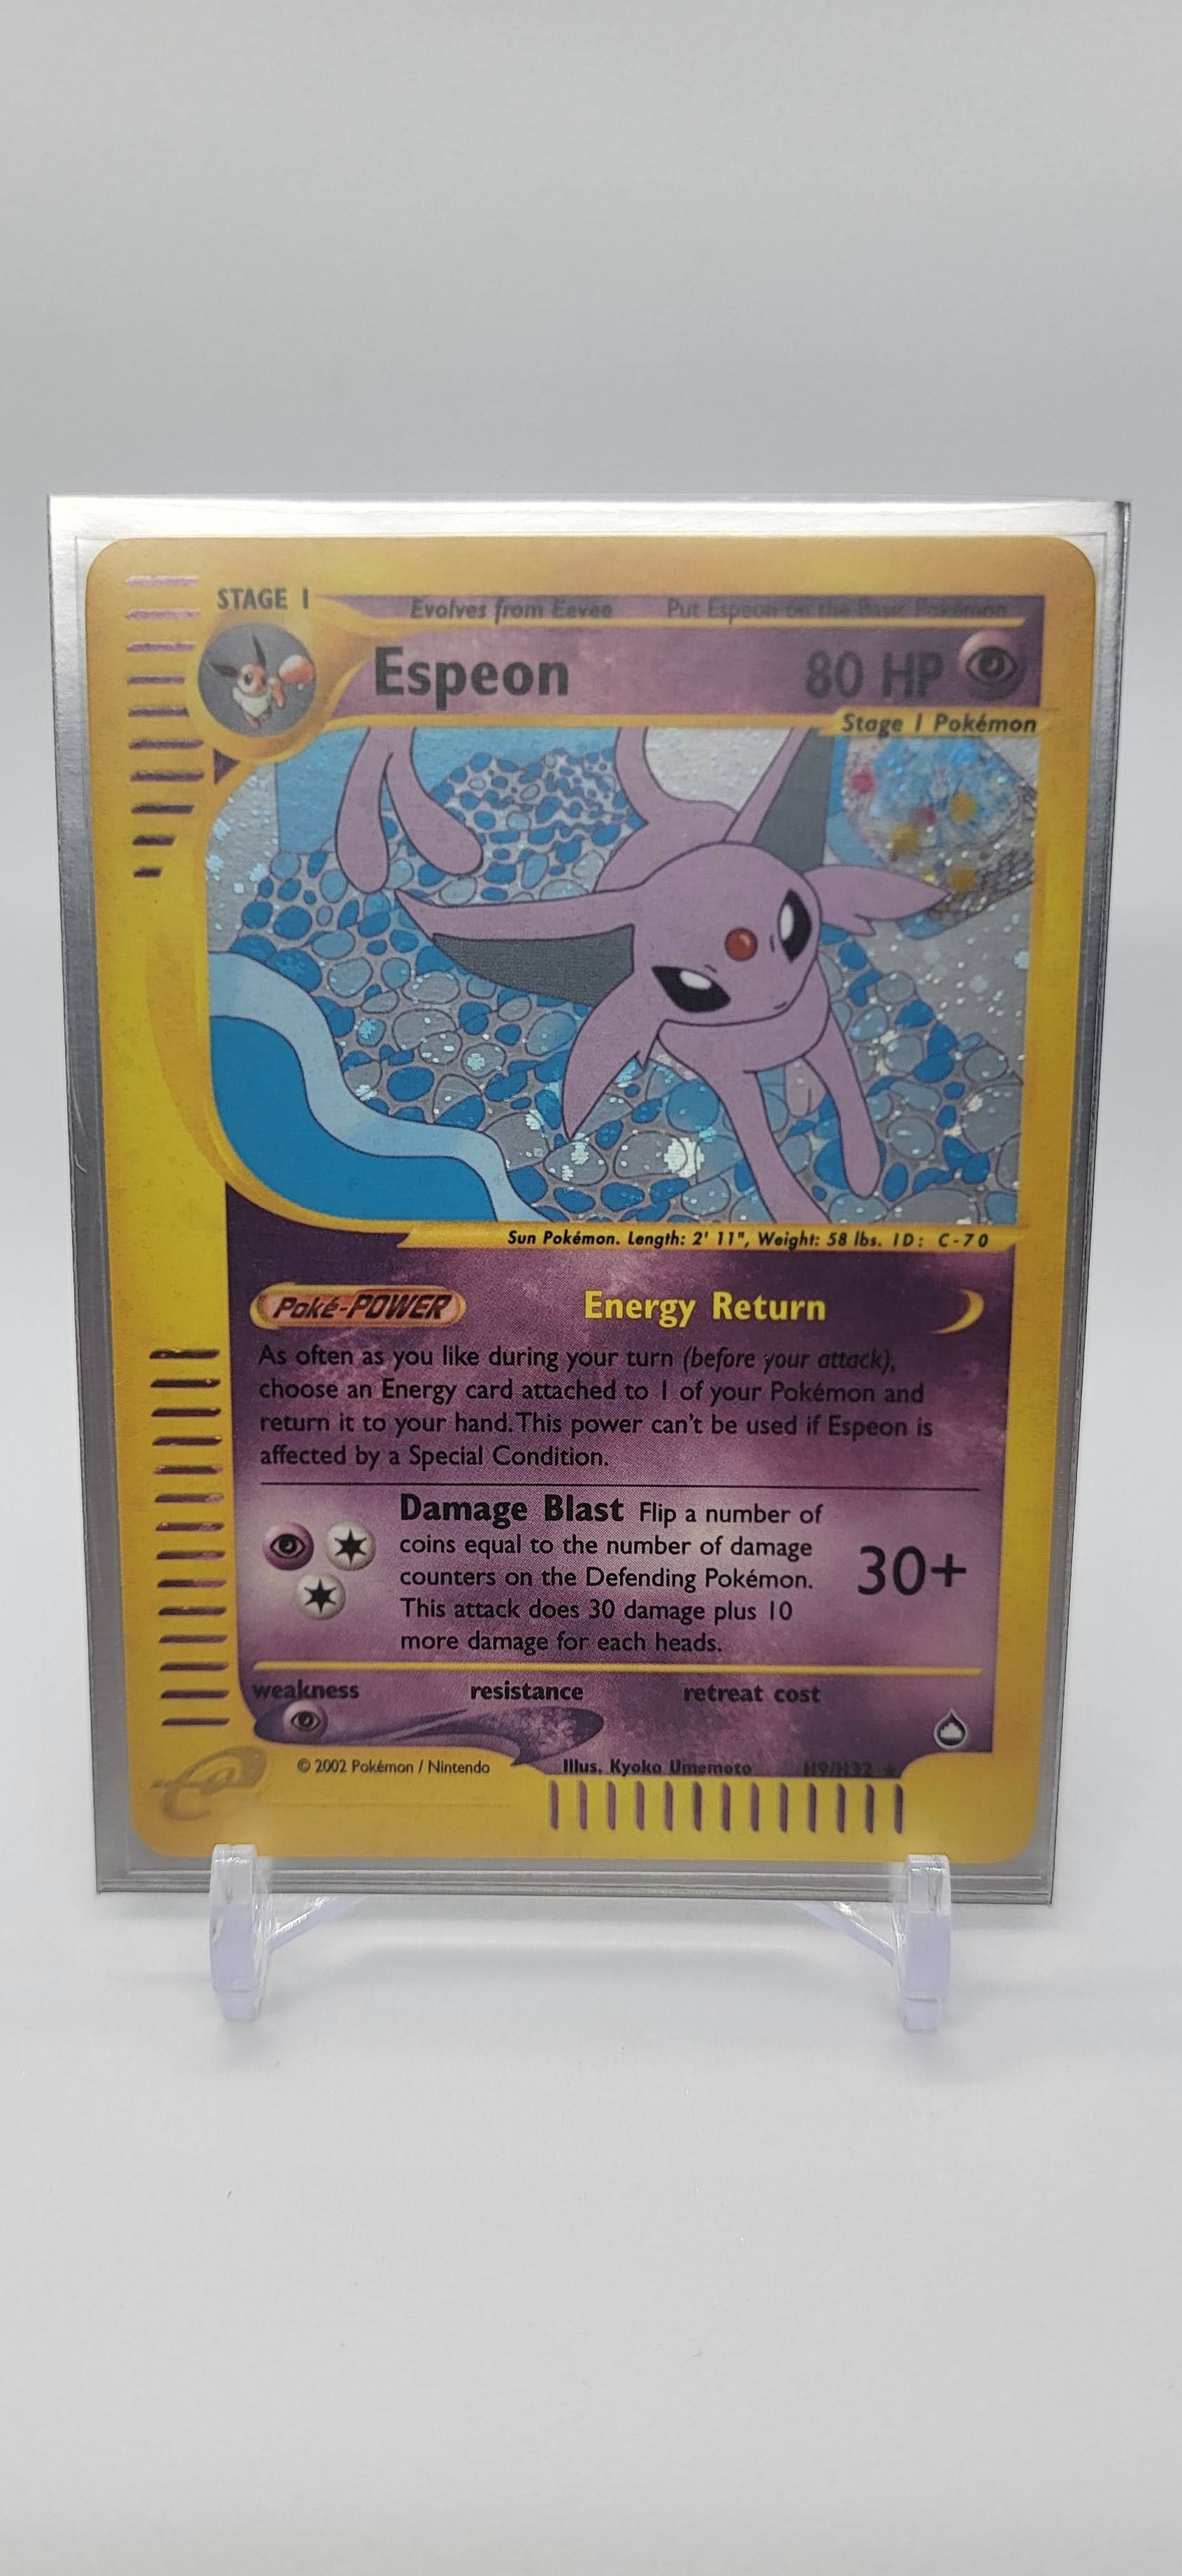 STAGE 1
Evolves from Eevee Put Espeon on the Basic Pokémon
Espeon 80 HP
Stage 1 Pokémon
Sun Pokémon. Length: 2' 11", Weight: 58 lbs. ID: C-70
Poké-POWER Energy Return
As often as you like during your turn (before your attack),
choose an Energy card attached to 1 of your Pokémon and
return it to your hand. This power can't be used if Espeon is
affected by a Special Condition.
Damage Blast Flip a number of
coins equal to the number of damage
counters on the Defending Pokémon.
This attack does 30 damage plus 10
more damage for each heads.
30+
weakness resistance retreat cost
© 2002 Pokémon / Nintendo Illus. Kyoko Umemoto H9/H32 ★
e